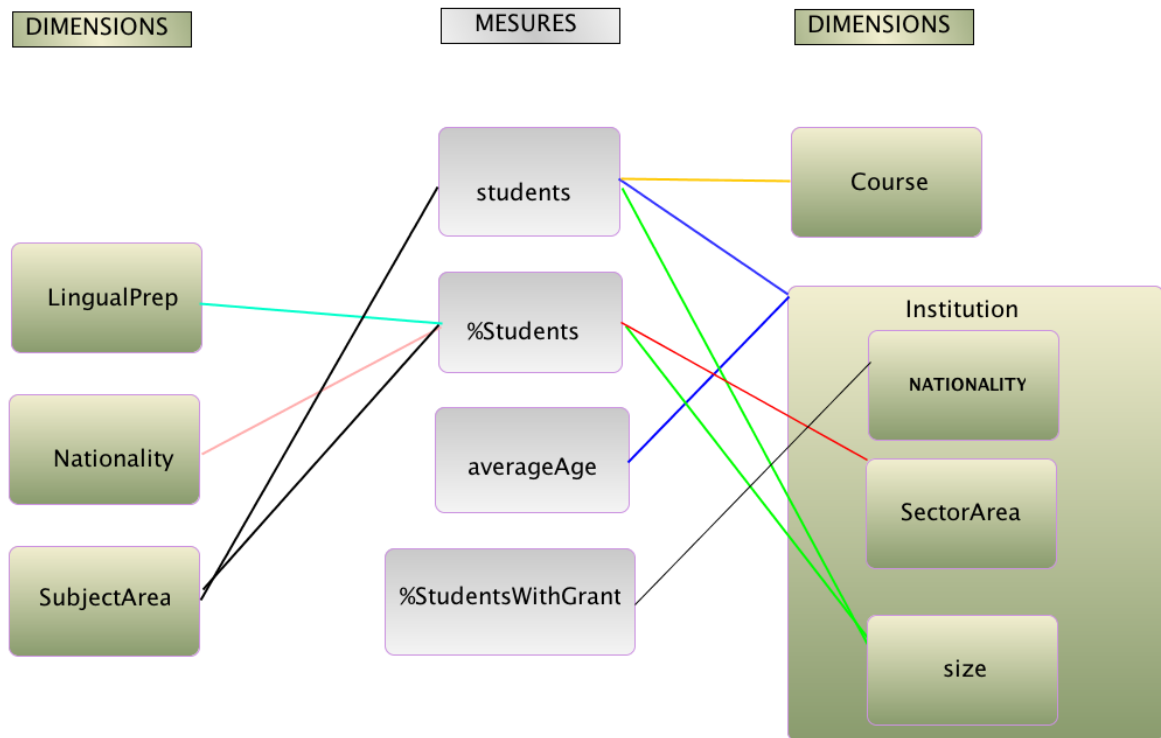 DIMENSIONS
MESURES
DIMENSIONS
students
Course
LingualPrep
%Students
Institution
NATIONALITY
Nationality
averageAge
SectorArea
SubjectArea
%StudentsWithGrant
size